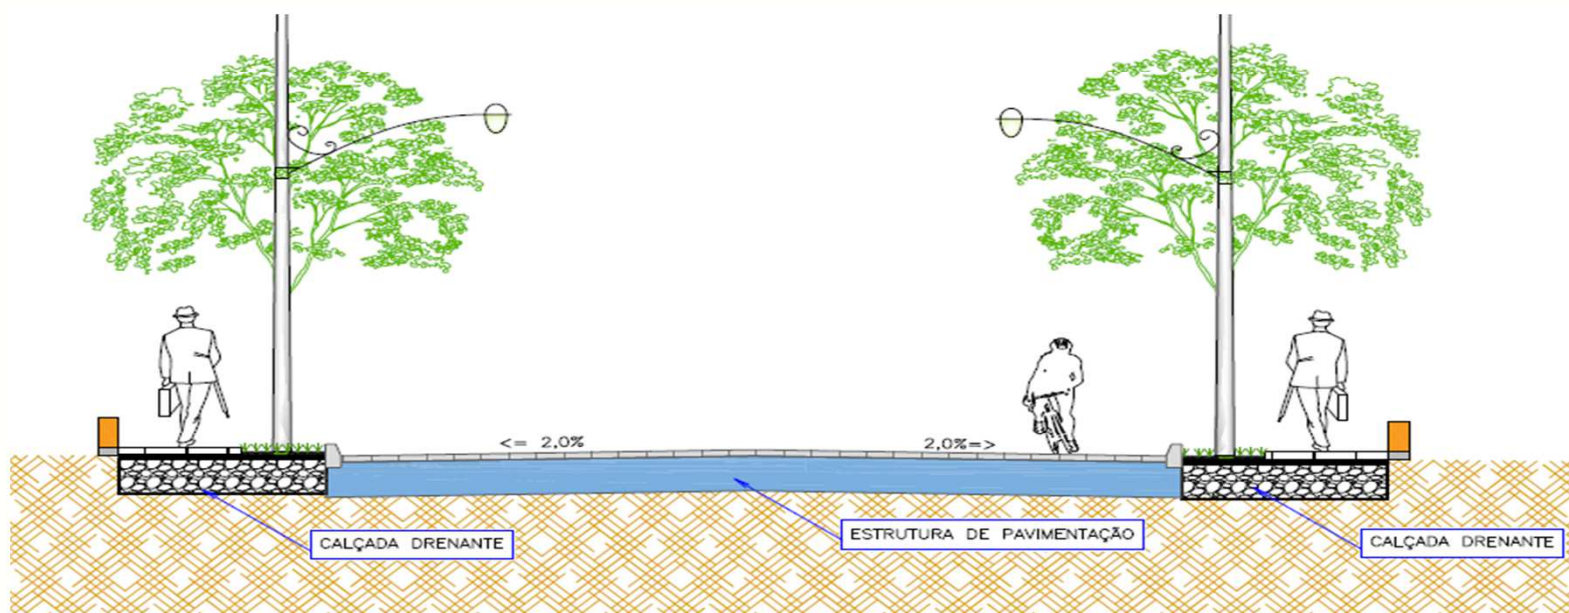 <= 2,0%
2,0%=>
CALÇADA DRENANTE
ESTRUTURA DE PAVIMENTAÇÃO
CALÇADA DRENANTE